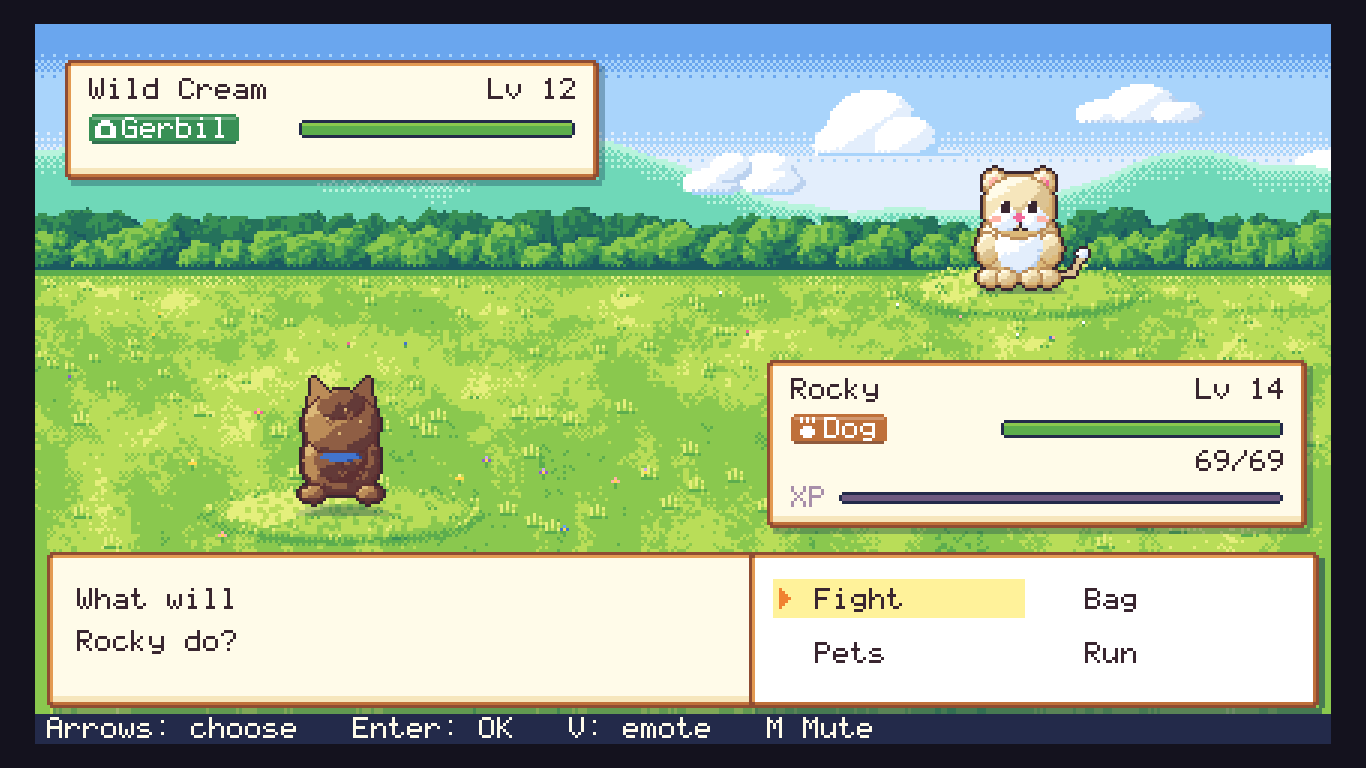 Wild Cream Lv 12
Gerbil
Rocky Lv 14
Dog
69/69
XP
What will
Rocky do?
Fight Bag
Pets Run
Arrows: choose Enter: OK V: emote M Mute